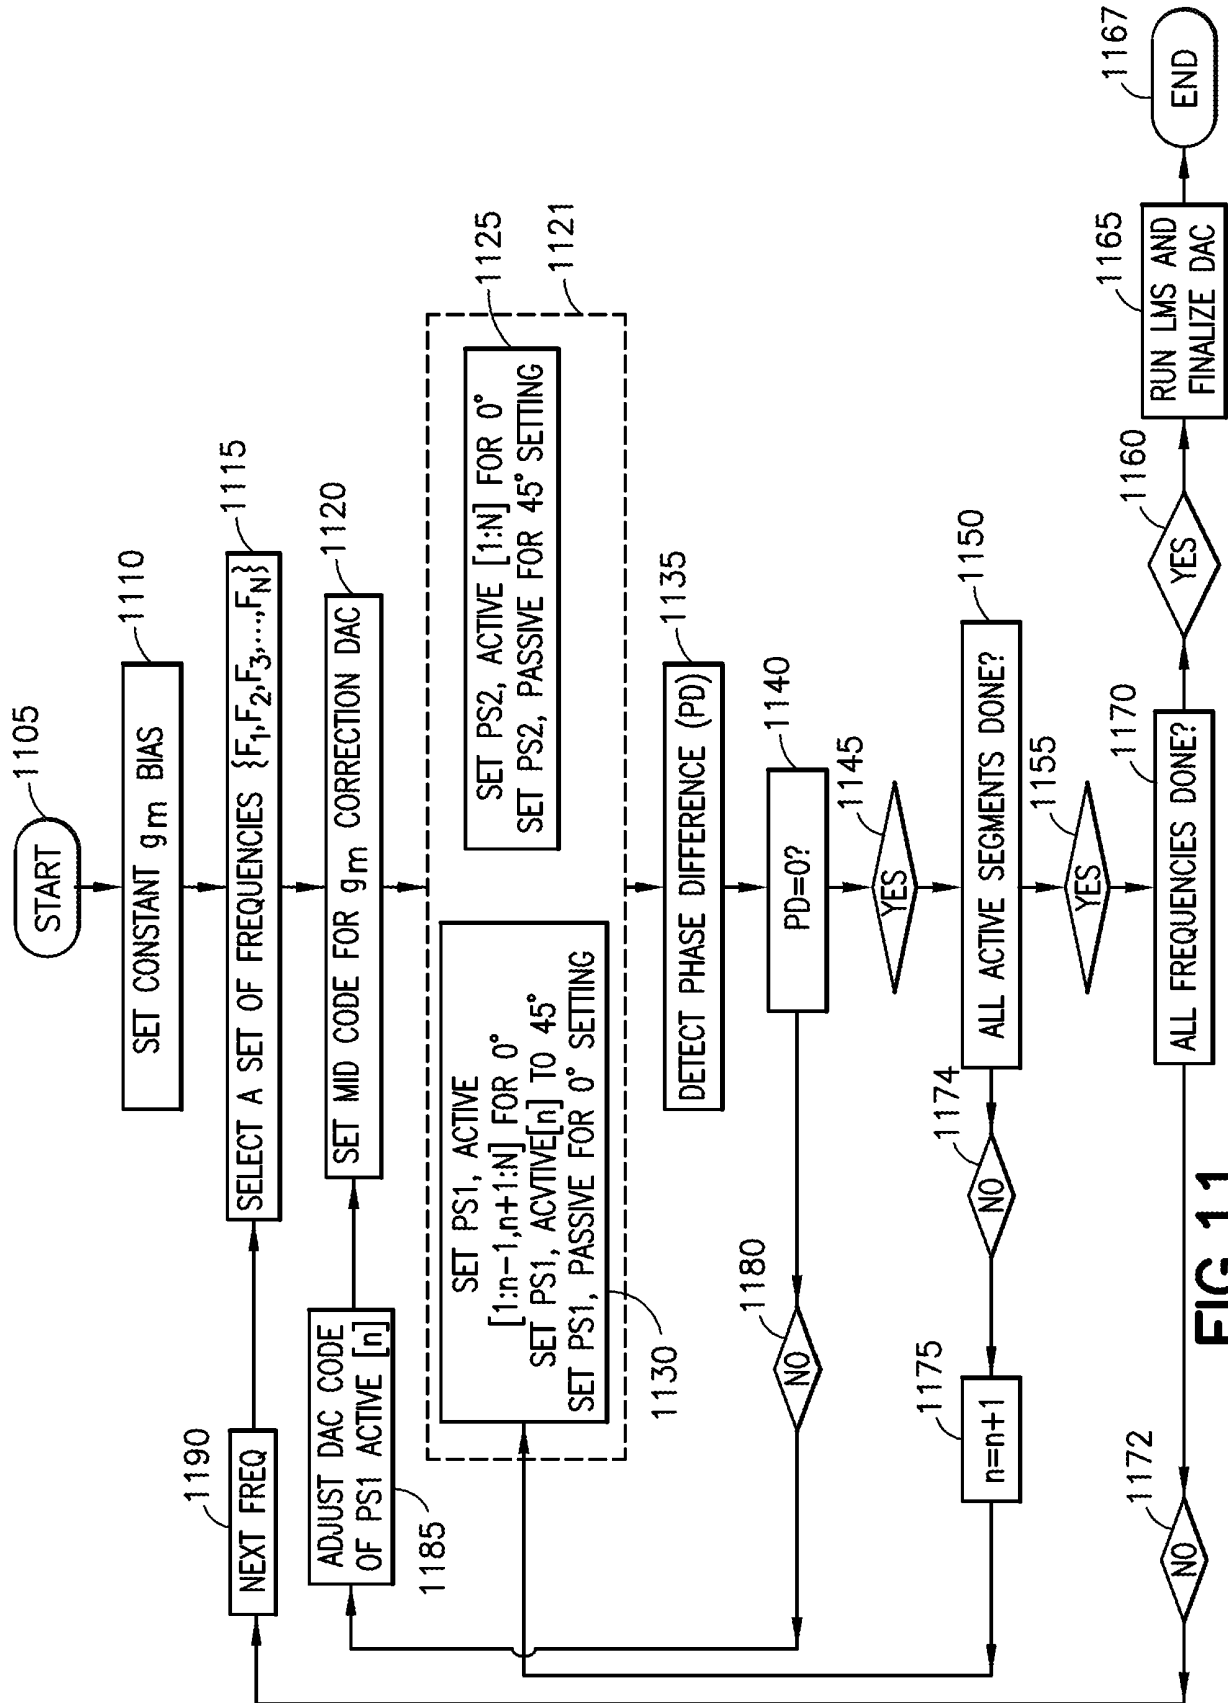 START
1105
SET CONSTANT gm BIAS
1110
SELECT A SET OF FREQUENCIES {F1,F2,F3,...,FN}
1115
NEXT FREQ
1190
SET MID CODE FOR gm CORRECTION DAC
1120
ADJUST DAC CODE
OF PS1 ACTIVE [n]
1185
1121
SET PS1, ACTIVE
[1:n-1,n+1:N] FOR 0°
SET PS1, ACVTIVE[n] TO 45°
SET PS1, PASSIVE FOR 0° SETTING
1130
SET PS2, ACTIVE [1:N] FOR 0°
SET PS2, PASSIVE FOR 45° SETTING
1125
DETECT PHASE DIFFERENCE (PD)
1135
PD=0?
1140
NO
1180
YES
1145
ALL ACTIVE SEGMENTS DONE?
1150
NO
1174
n=n+1
1175
YES
1155
ALL FREQUENCIES DONE?
1170
NO
1172
YES
1160
RUN LMS AND
FINALIZE DAC
1165
END
1167
FIG.11